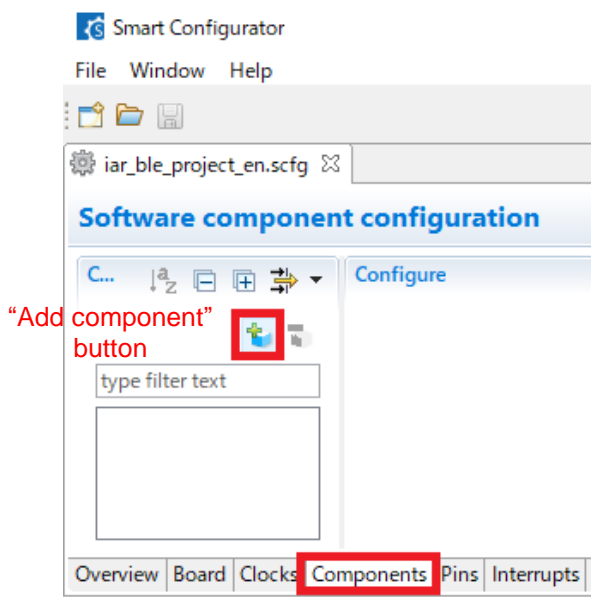 Smart Configurator
File Window Help
iar_ble_project_en.scfg
Software component configuration
C...
Configure
“Add component”
button
type filter text
Overview Board Clocks Components Pins Interrupts